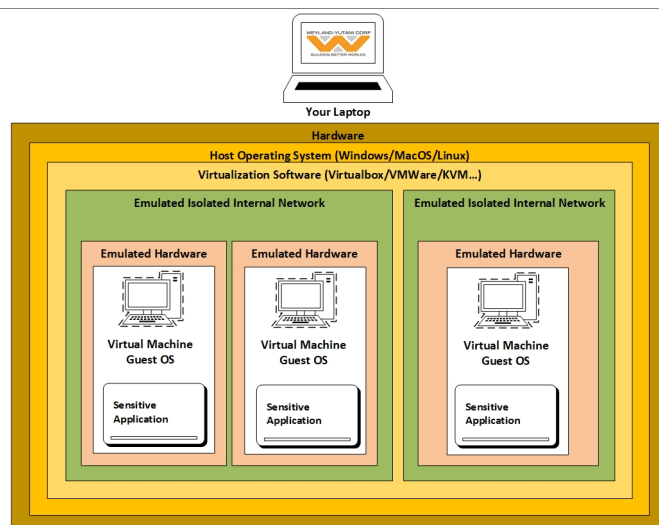 WEYLAND-YUTANI CORP
BUILDING BETTER WORLDS
Your Laptop
Hardware
Host Operating System (Windows/MacOS/Linux)
Virtualization Software (Virtualbox/VMWare/KVM...)
Emulated Isolated Internal Network
Emulated Isolated Internal Network
Emulated Hardware
Emulated Hardware
Emulated Hardware
Virtual Machine
Guest OS
Virtual Machine
Guest OS
Virtual Machine
Guest OS
Sensitive
Application
Sensitive
Application
Sensitive
Application